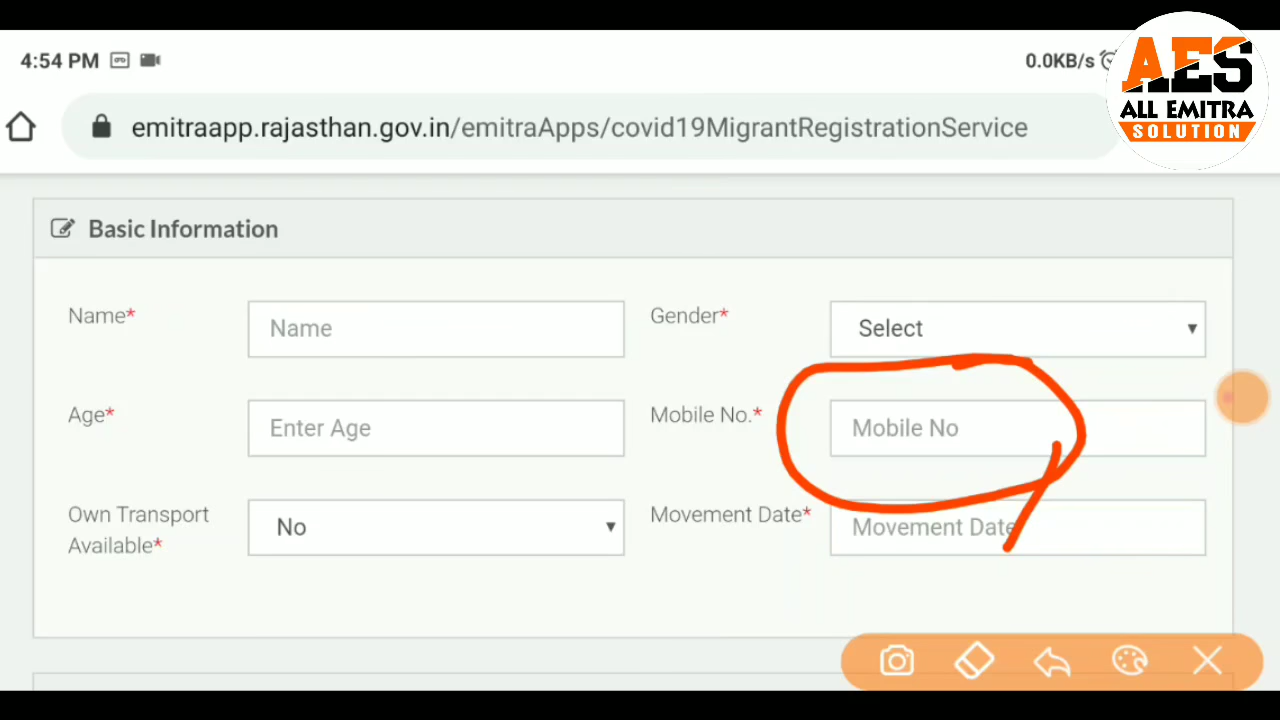 4:54 PM
0.0KB/s
AES
ALL EMITRA
SOLUTION
emitraapp.rajasthan.gov.in/emitraApps/covid19MigrantRegistrationService
Basic Information
Name* Name Gender* Select
Age* Enter Age Mobile No.* Mobile No
Own Transport Available* No Movement Date* Movement Date